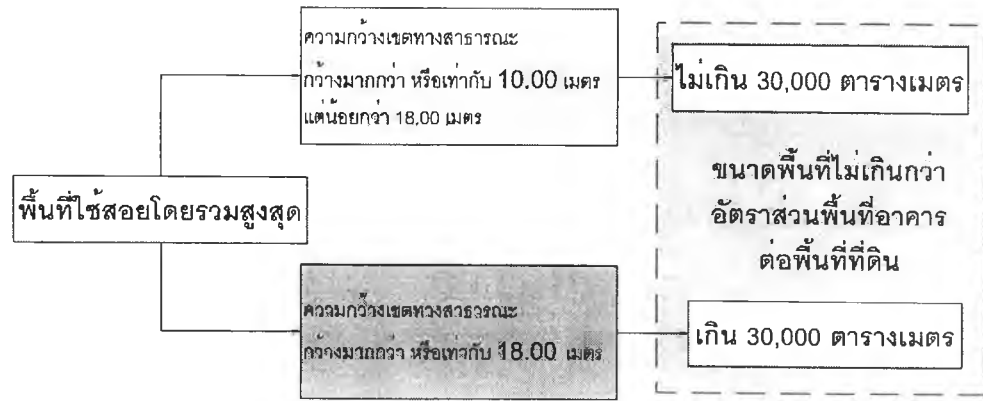 ความกว้างเขตทางสาธารณะ
กว้างมากกว่า หรือเท่ากับ 10.00 เมตร
แต่น้อยกว่า 18.00 เมตร
ไม่เกิน 30,000 ตารางเมตร
พื้นที่ใช้สอยโดยรวมสูงสุด
ขนาดพื้นที่ไม่เกินกว่า
อัตราส่วนพื้นที่อาคาร
ต่อพื้นที่ที่ดิน
ความกว้างเขตทางสาธารณะ
กว้างมากกว่า หรือเท่ากับ 18.00 เมตร
เกิน 30,000 ตารางเมตร